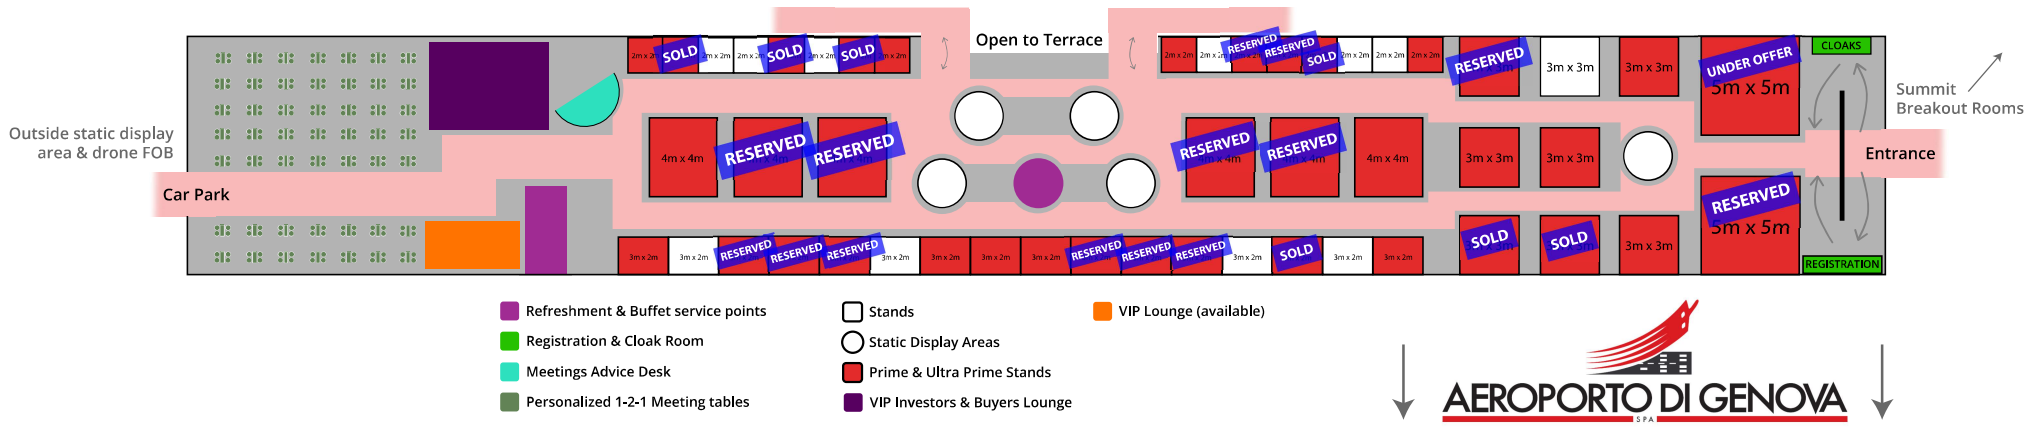 Open to Terrace
2m x 2m SOLD 2m x 2m 2m x 2m SOLD 2m x 2m SOLD 2m x 2m
2m x 2m 2m x 2m RESERVED RESERVED SOLD 2m x 2m 2m x 2m 2m x 2m
RESERVED 3m x 3m 3m x 3m
UNDER OFFER
5m x 5m
CLOAKS
Summit
Breakout Rooms
Outside static display
area & drone FOB
4m x 4m RESERVED RESERVED
RESERVED RESERVED 4m x 4m
3m x 3m 3m x 3m
Entrance
Car Park
RESERVED
5m x 5m
SOLD SOLD 3m x 3m
3m x 2m 3m x 2m RESERVED RESERVED RESERVED 3m x 2m 3m x 2m 3m x 2m 3m x 2m RESERVED RESERVED RESERVED 3m x 2m SOLD 3m x 2m 3m x 2m
REGISTRATION
Refreshment & Buffet service points
Registration & Cloak Room
Meetings Advice Desk
Personalized 1-2-1 Meeting tables
Stands
Static Display Areas
Prime & Ultra Prime Stands
VIP Investors & Buyers Lounge
VIP Lounge (available)
AEROPORTO DI GENOVA
SPA